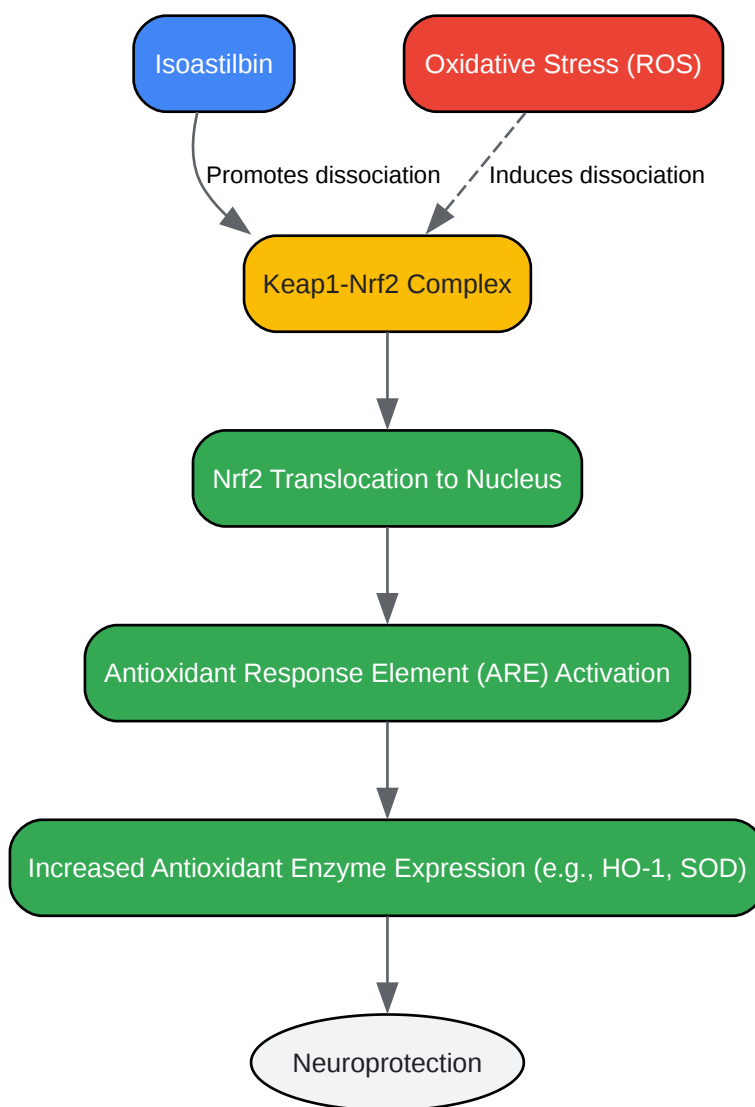 Isoastilbin
Oxidative Stress (ROS)
Promotes dissociation
Induces dissociation
Keap1-Nrf2 Complex
Nrf2 Translocation to Nucleus
Antioxidant Response Element (ARE) Activation
Increased Antioxidant Enzyme Expression (e.g., HO-1, SOD)
Neuroprotection